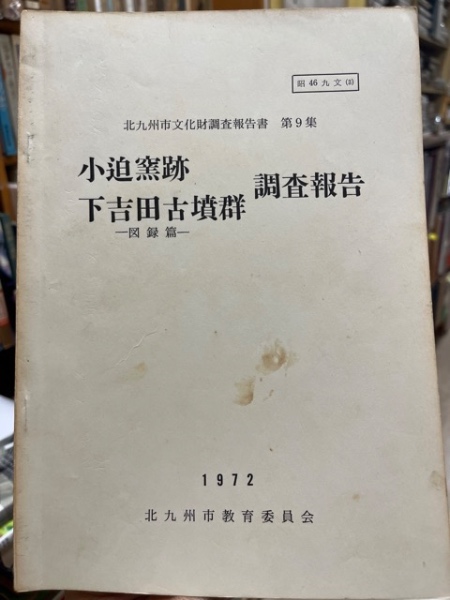 昭46九文(3)
北九州市文化財調査報告書 第9集
小迫窯跡
下吉田古墳群
調査報告
―図録篇―
1972
北九州市教育委員会